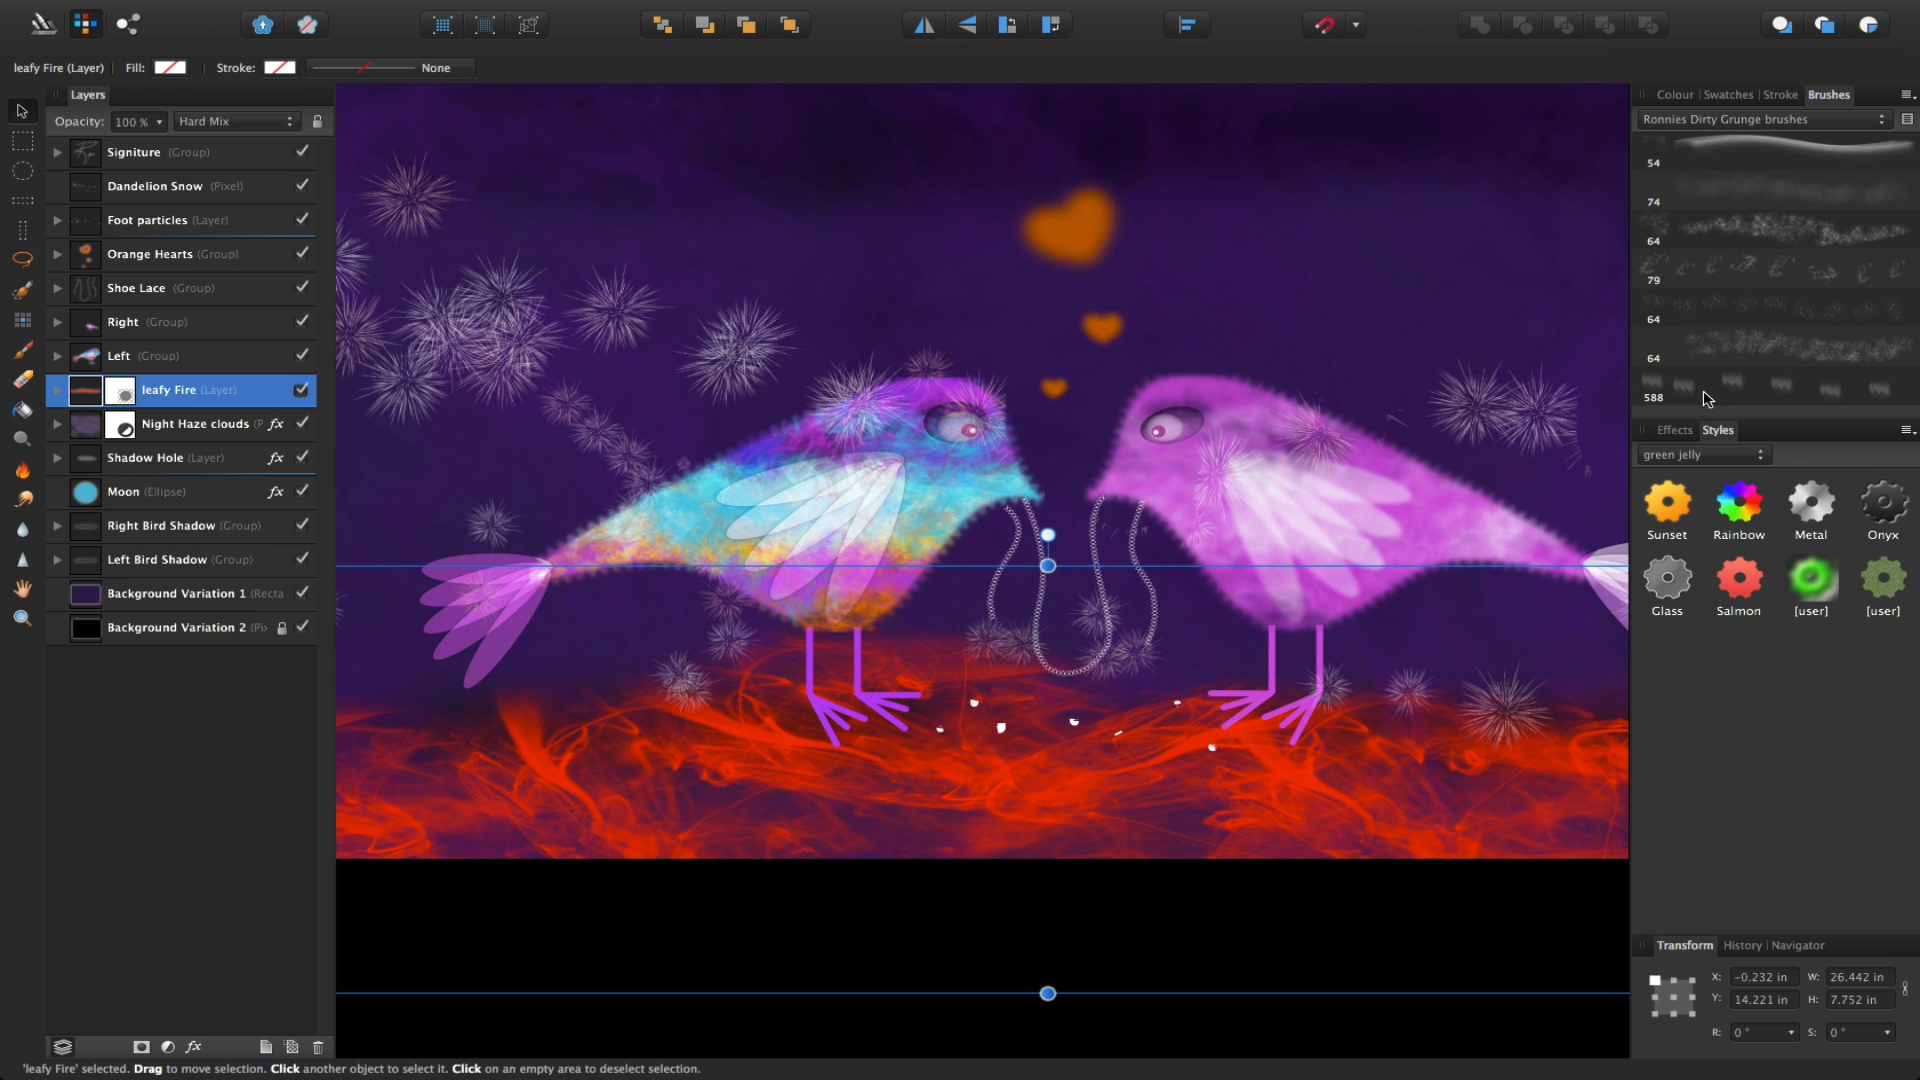 leafy Fire (Layer) Fill: Stroke: None
Layers
Opacity: 100 % Hard Mix
Signiture (Group)
Dandelion Snow (Pixel)
Foot particles (Layer)
Orange Hearts (Group)
Shoe Lace (Group)
Right (Group)
Left (Group)
leafy Fire (Layer)
Night Haze clouds (P fx
Shadow Hole (Layer) fx
Moon (Ellipse) fx
Right Bird Shadow (Group)
Left Bird Shadow (Group)
Background Variation 1 (Recta
Background Variation 2 (Pix
fx
'leafy Fire' selected. Drag to move selection. Click another object to select it. Click on an empty area to deselect selection.
Colour Swatches Stroke Brushes
Ronnies Dirty Grunge brushes
54
74
64
79
64
64
588
Effects Styles
green jelly
Sunset Rainbow Metal Onyx
Glass Salmon [user] [user]
Transform History Navigator
X: -0.232 in W: 26.442 in
Y: 14.221 in H: 7.752 in
R: 0 ° S: 0 °